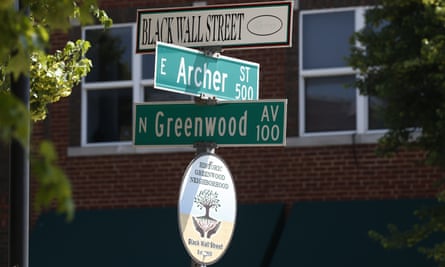 BLACK WALL STREET
E Archer ST
500
N Greenwood AV
100
HISTORIC
GREENWOOD
NEIGHBORHOOD
Black Wall Street